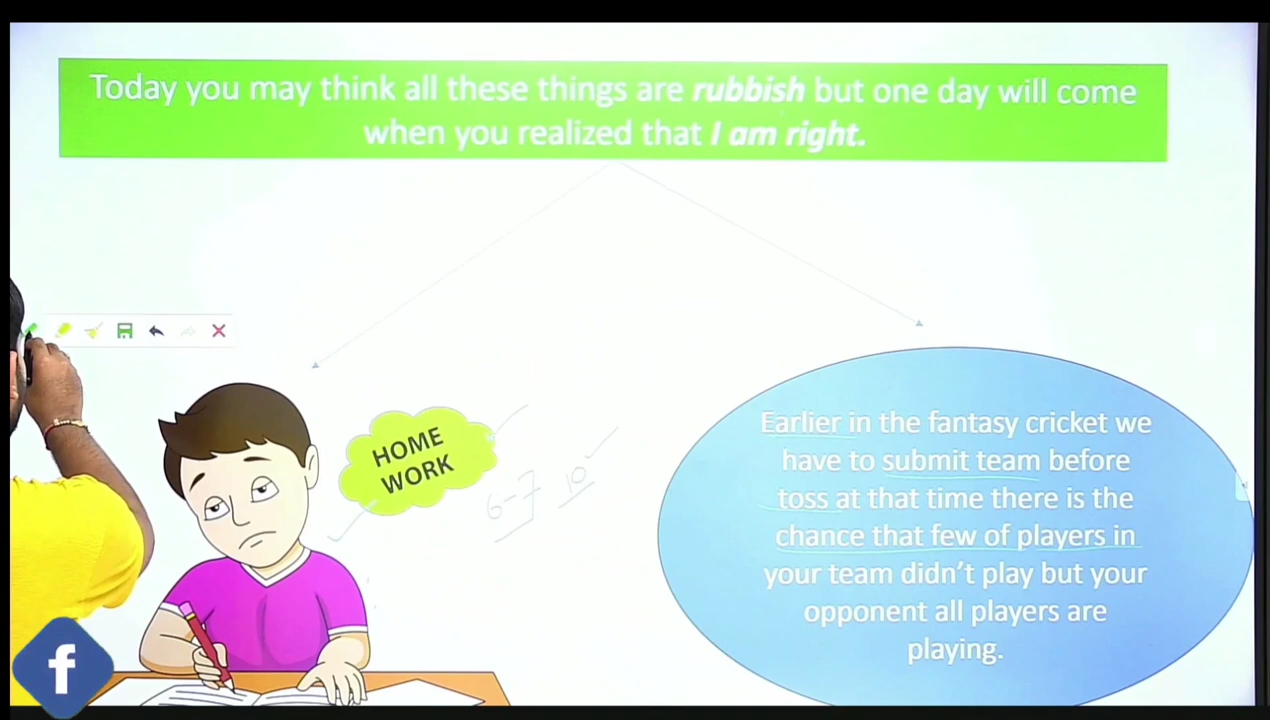 Today you may think all these things are rubbish but one day will come
when you realized that I am right.
HOME
WORK
6-7 10
Earlier in the fantasy cricket we
have to submit team before
toss at that time there is the
chance that few of players in
your team didn't play but your
opponent all players are
playing.
f